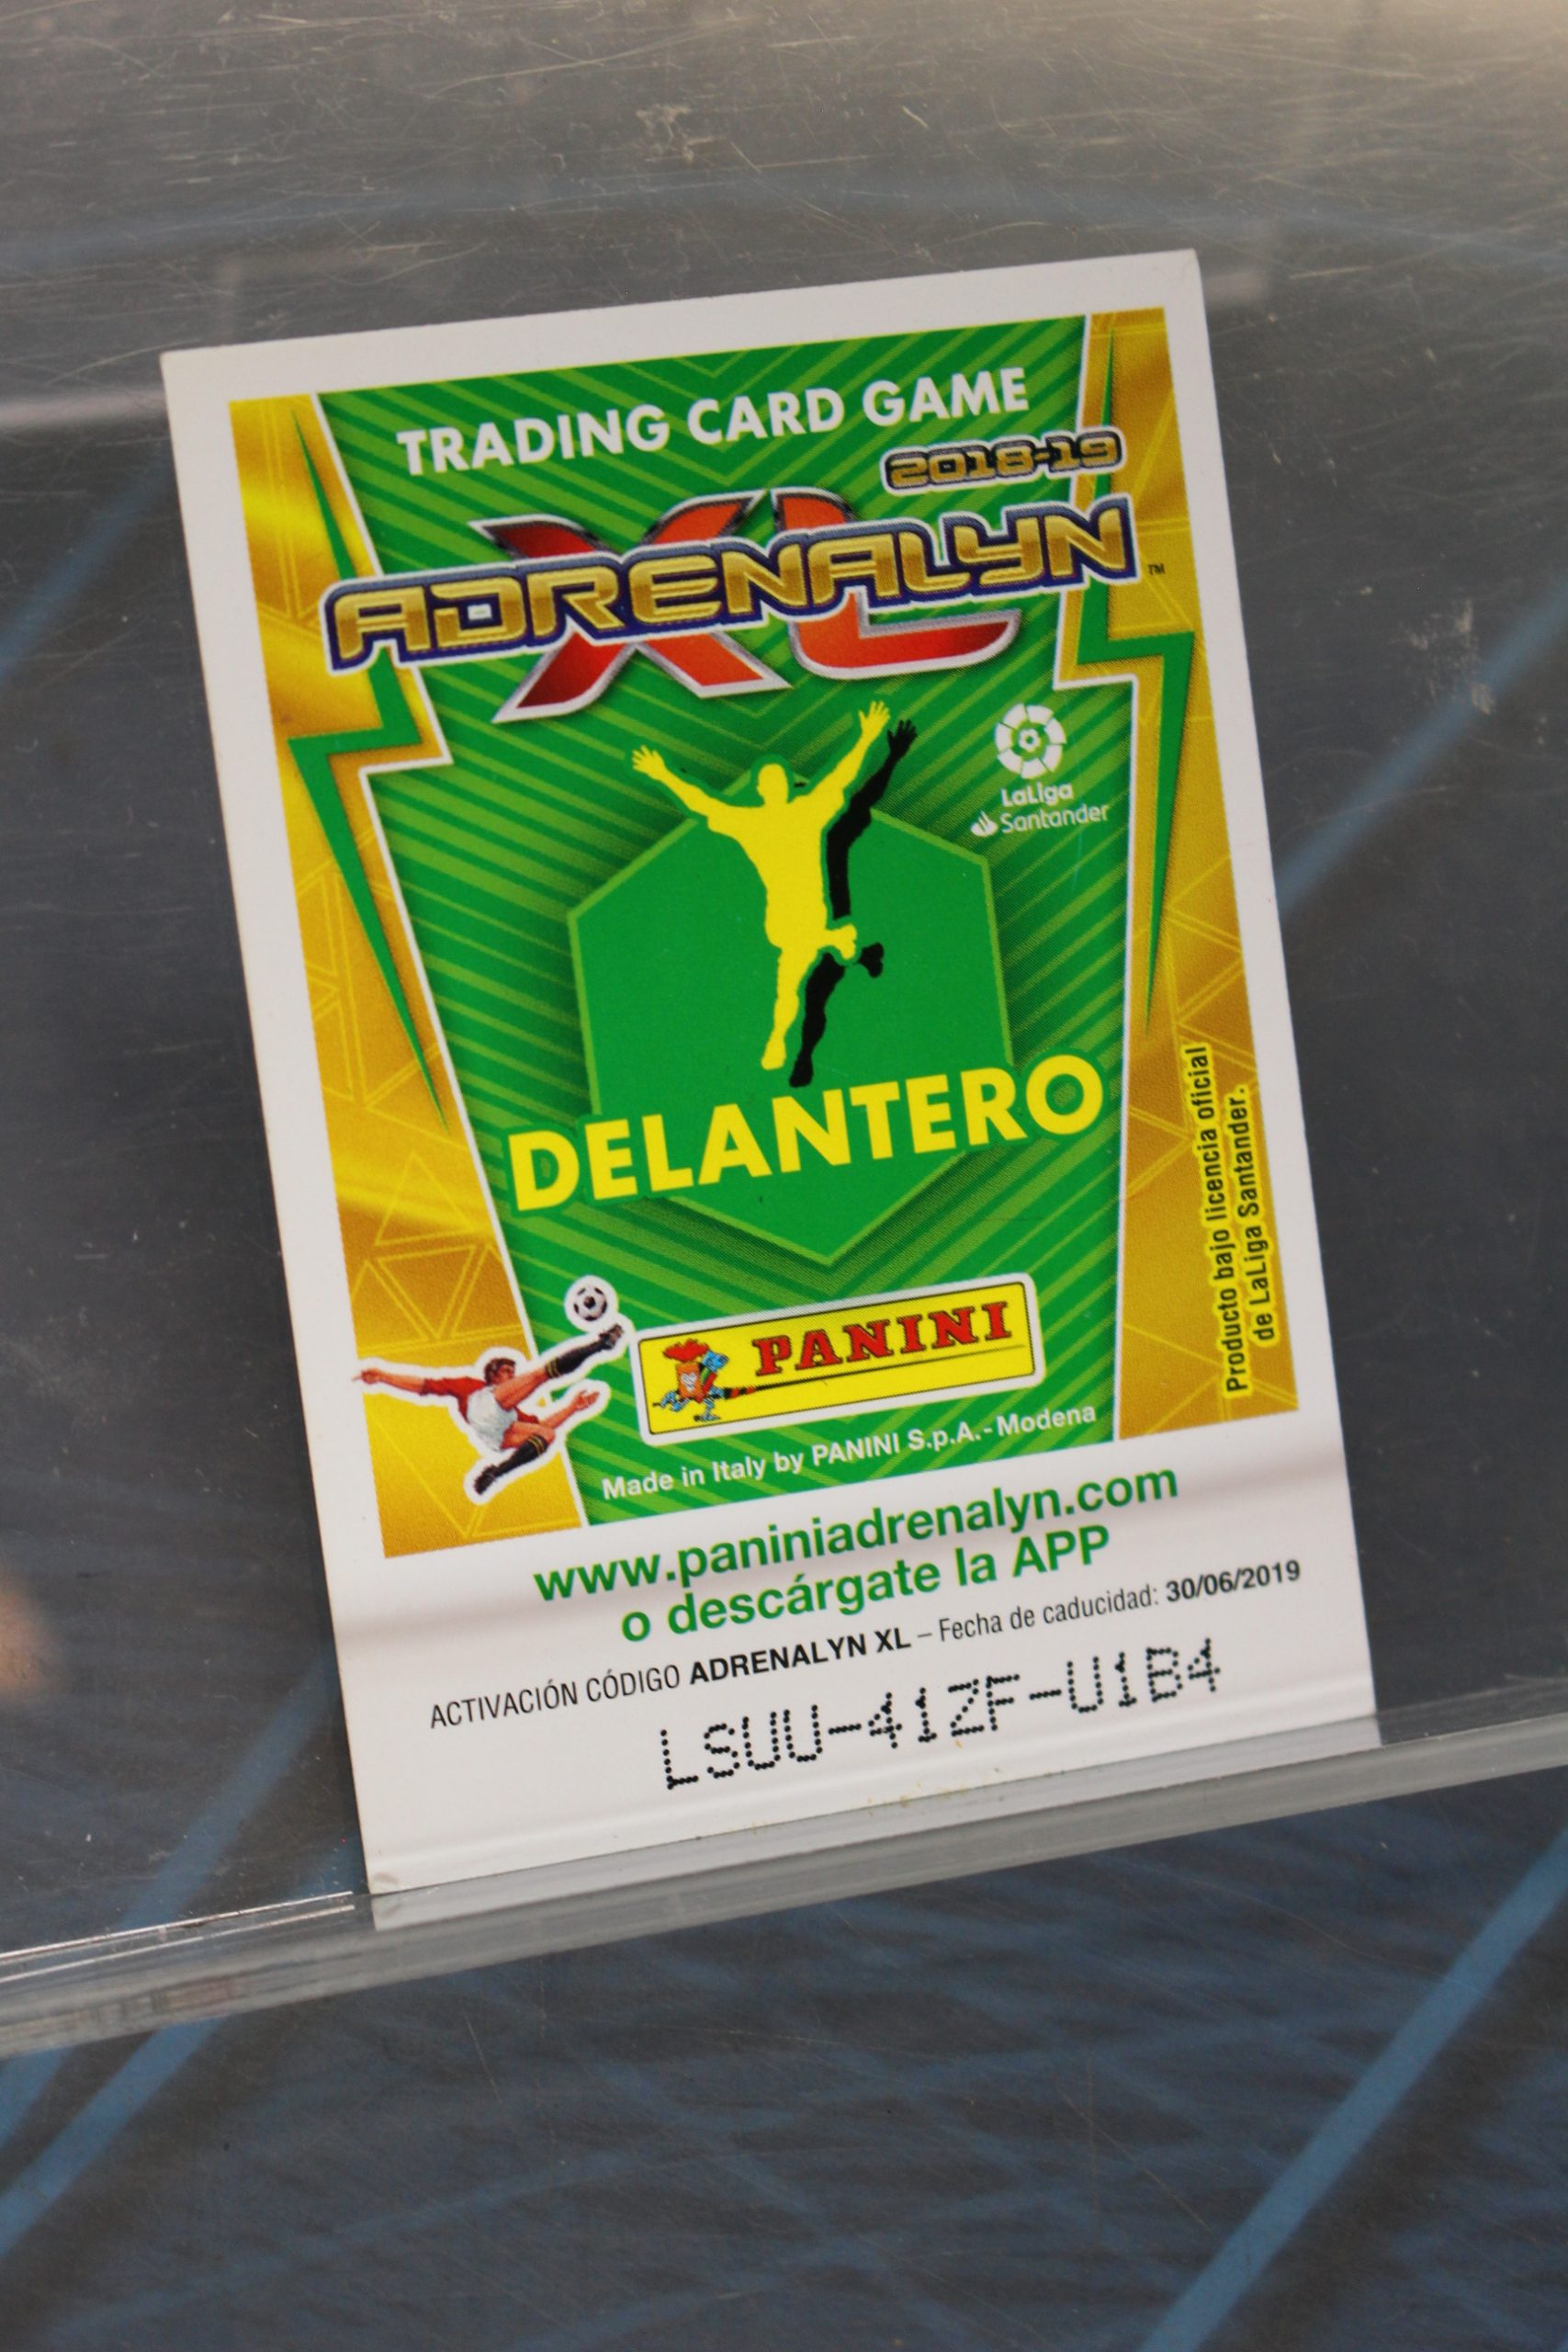 TRADING CARD GAME
2018-19
ADRENALYN XL™
LaLiga
Santander
DELANTERO
PANINI
Made in Italy by PANINI S.p.A.-Modena
Producto bajo licencia oficial
de LaLiga Santander.
www.paniniadrenalyn.com
o descárgate la APP
ACTIVACIÓN CÓDIGO ADRENALYN XL – Fecha de caducidad: 30/06/2019
LSUU-41ZF-U1B4